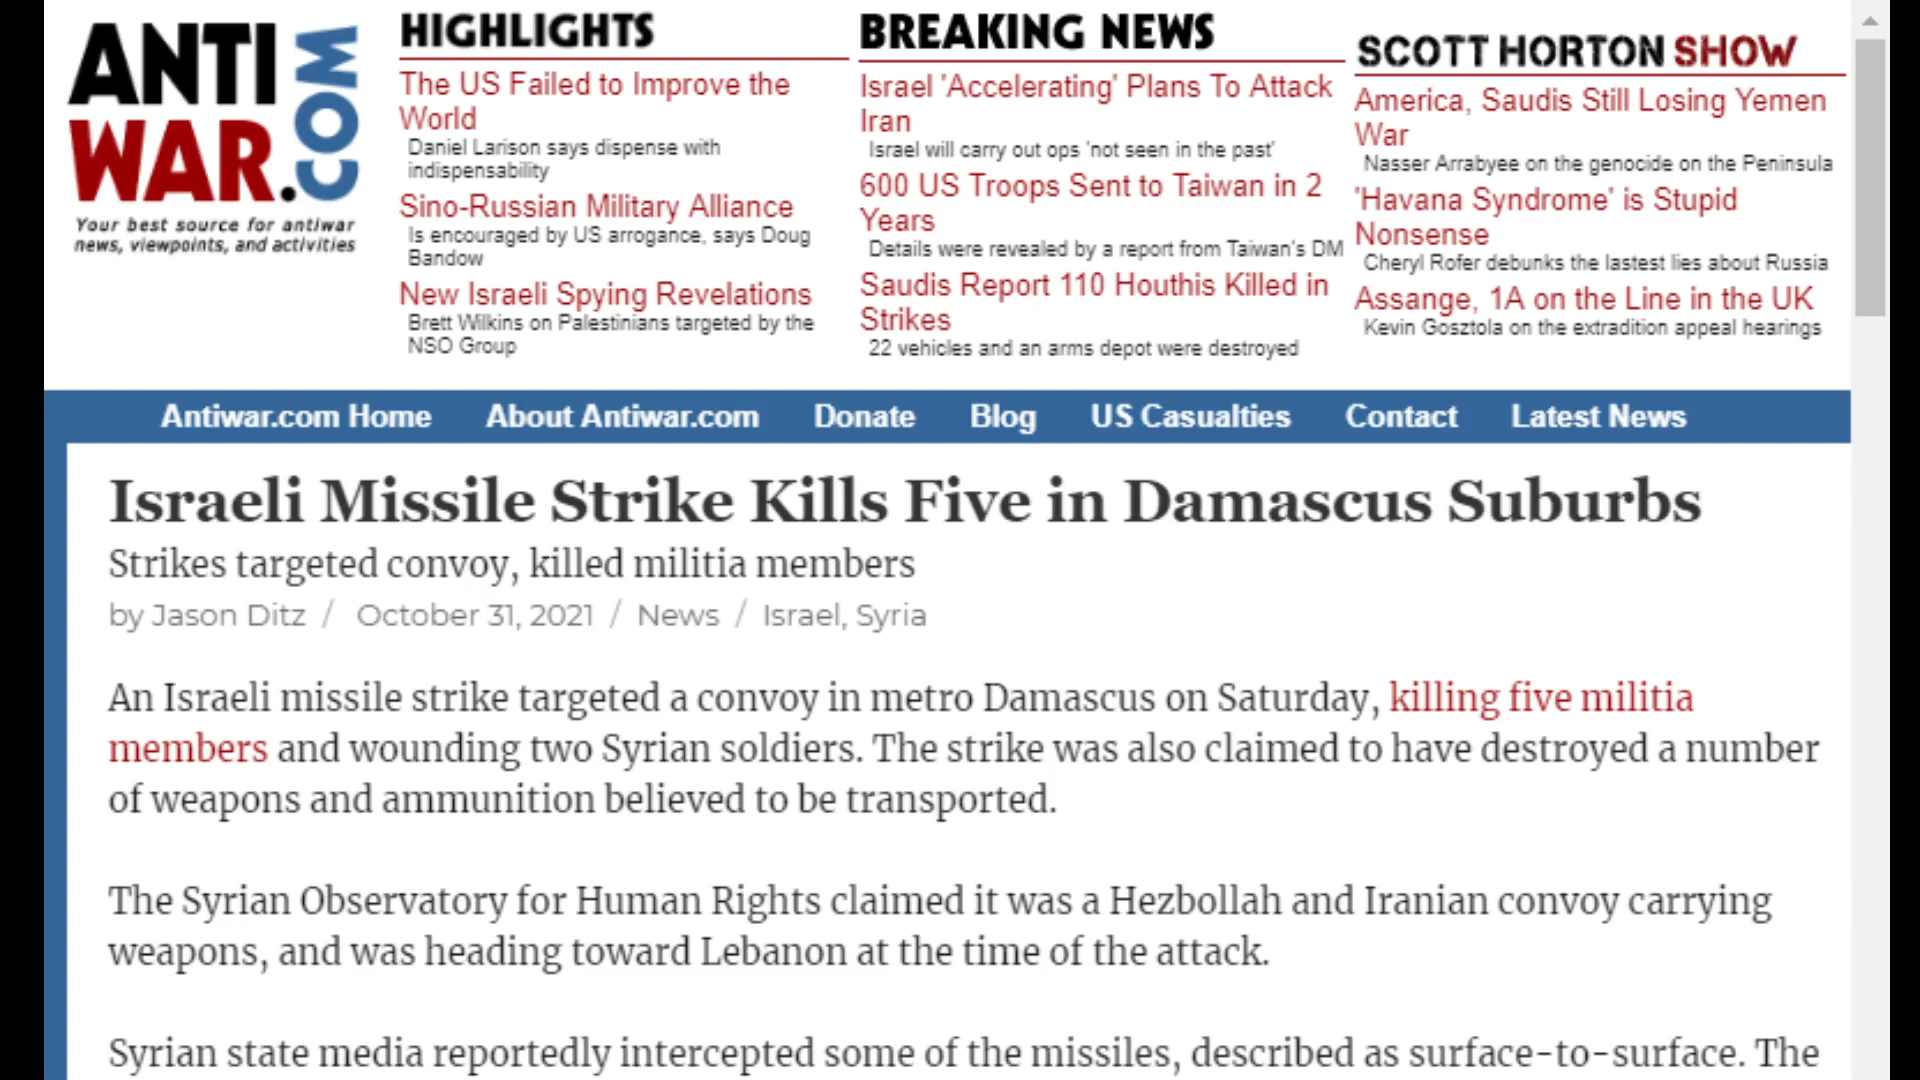 ANTI
WAR.COM
Your best source for antiwar
news, viewpoints, and activities
HIGHLIGHTS
The US Failed to Improve the
World
Daniel Larison says dispense with
indispensability
Sino-Russian Military Alliance
Is encouraged by US arrogance, says Doug
Bandow
New Israeli Spying Revelations
Brett Wilkins on Palestinians targeted by the
NSO Group
BREAKING NEWS
Israel 'Accelerating' Plans To Attack
Iran
Israel will carry out ops 'not seen in the past'
600 US Troops Sent to Taiwan in 2
Years
Details were revealed by a report from Taiwan's DM
Saudis Report 110 Houthis Killed in
Strikes
22 vehicles and an arms depot were destroyed
SCOTT HORTON SHOW
America, Saudis Still Losing Yemen
War
Nasser Arrabyee on the genocide on the Peninsula
'Havana Syndrome' is Stupid
Nonsense
Cheryl Rofer debunks the lastest lies about Russia
Assange, 1A on the Line in the UK
Kevin Gosztola on the extradition appeal hearings
Antiwar.com Home About Antiwar.com Donate Blog US Casualties Contact Latest News
Israeli Missile Strike Kills Five in Damascus Suburbs
Strikes targeted convoy, killed militia members
by Jason Ditz / October 31, 2021 / News / Israel, Syria
An Israeli missile strike targeted a convoy in metro Damascus on Saturday, killing five militia
members and wounding two Syrian soldiers. The strike was also claimed to have destroyed a number
of weapons and ammunition believed to be transported.
The Syrian Observatory for Human Rights claimed it was a Hezbollah and Iranian convoy carrying
weapons, and was heading toward Lebanon at the time of the attack.
Syrian state media reportedly intercepted some of the missiles, described as surface-to-surface. The